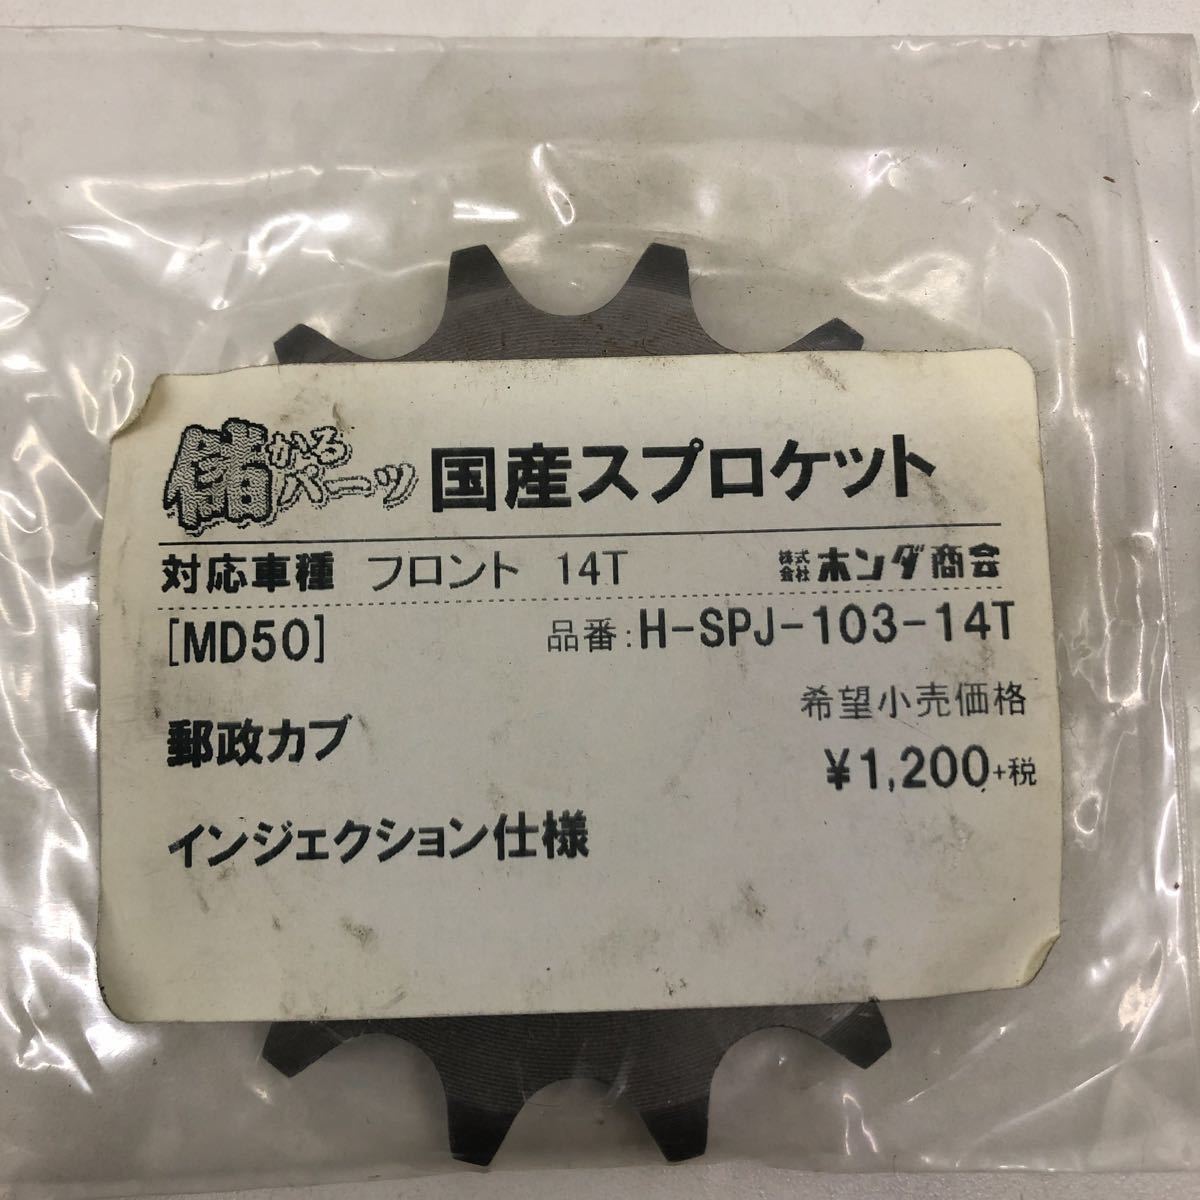 儲かるパーツ 国産スプロケット
対応車種 フロント 14T 株式会社 ホンダ商会
[MD50] 品番:H-SPJ-103-14T
希望小売価格
郵政カブ ¥1,200+税
インジェクション仕様